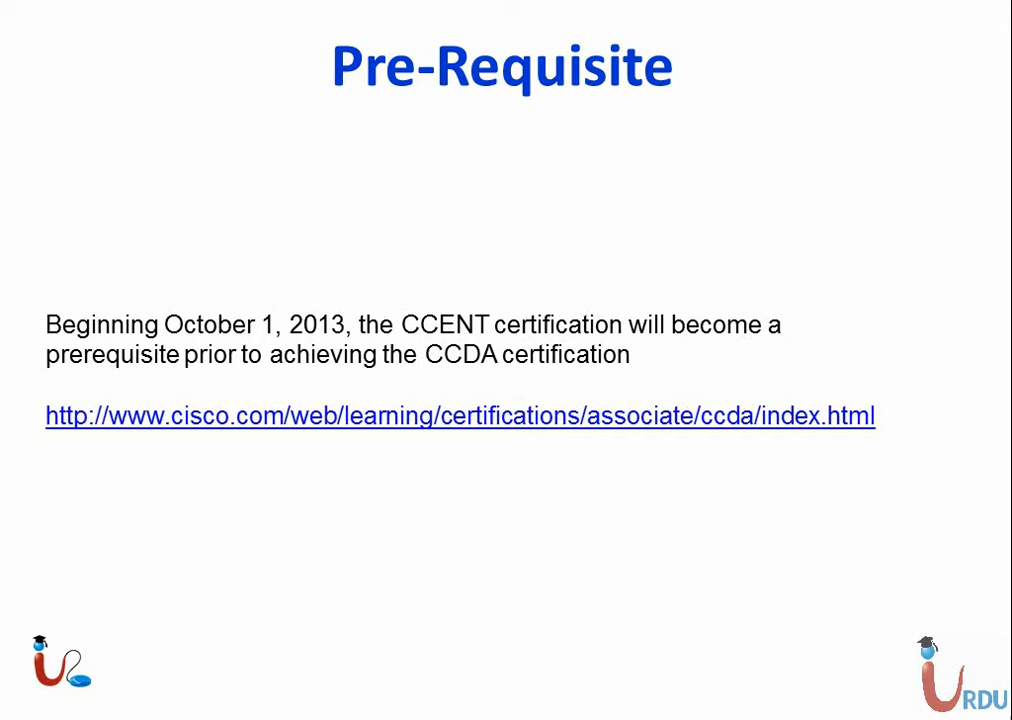 Pre-Requisite
Beginning October 1, 2013, the CCENT certification will become a
prerequisite prior to achieving the CCDA certification
http://www.cisco.com/web/learning/certifications/associate/ccda/index.html
URDU